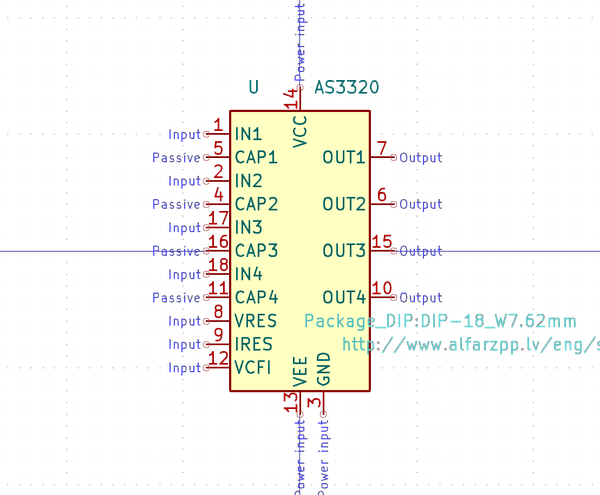 Power input
U AS3320
14
VCC
Input 1 IN1
Passive 5 CAP1 OUT1 7 Output
Input 2 IN2
Passive 4 CAP2 OUT2 6 Output
Input 17 IN3
Passive 16 CAP3 OUT3 15 Output
Input 18 IN4
Passive 11 CAP4 OUT4 10 Output
Input 8 VRES Package_DIP:DIP-18_W7.62mm
Input 9 IRES http://www.alfarzpp.lv/eng/s
Input 12 VCFI
VEE GND
13 3
Power input Power input